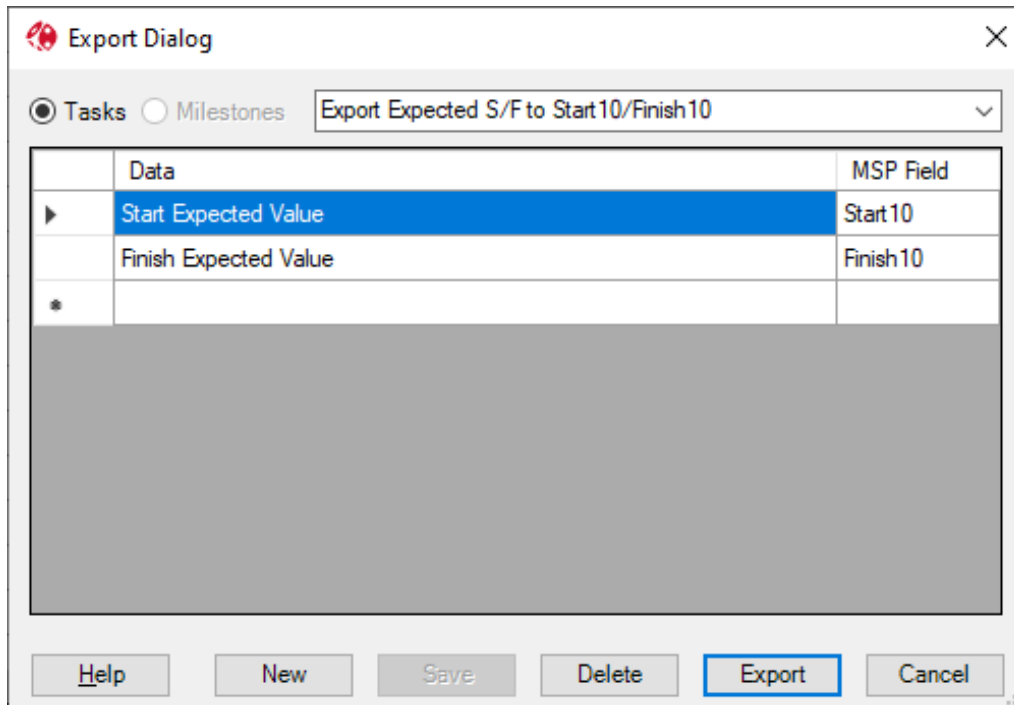 Export Dialog
Tasks Milestones Export Expected S/F to Start10/Finish10
Data MSP Field
Start Expected Value Start10
Finish Expected Value Finish10
Help New Save Delete Export Cancel